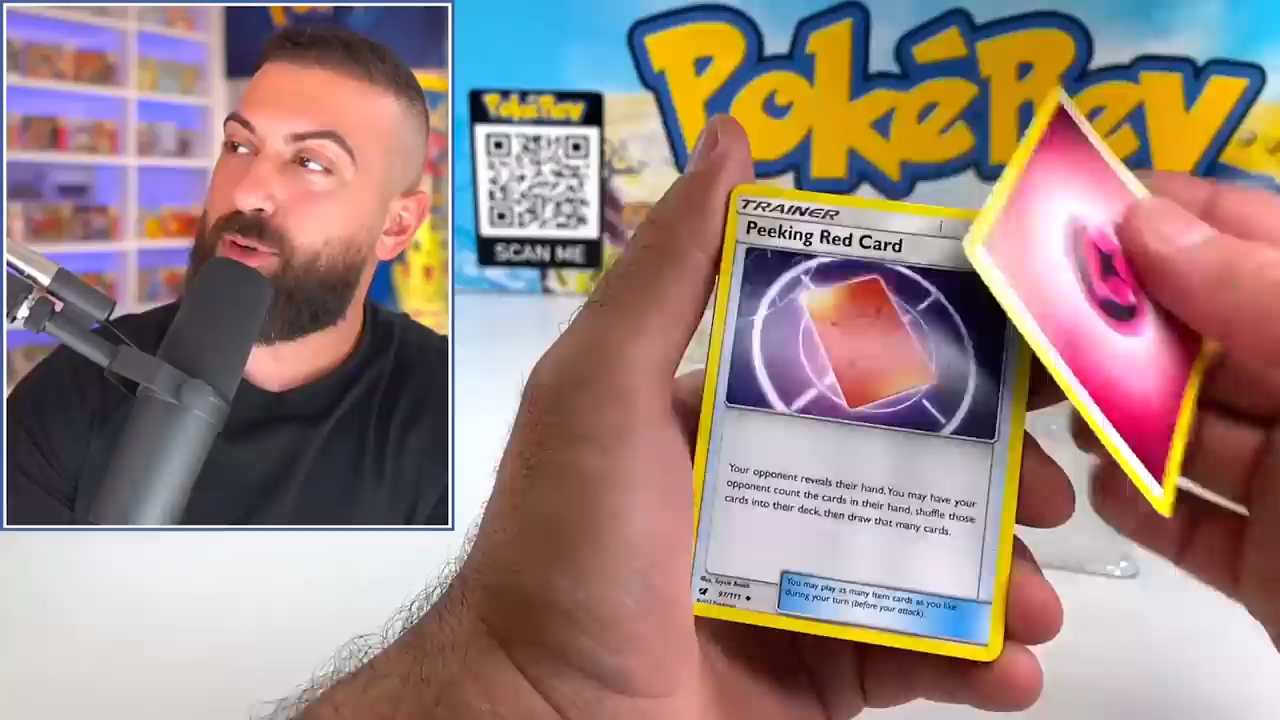 PokéRev
PokéRev
SCAN ME
TRAINER
Peeking Red Card
Your opponent reveals their hand. You may have your
opponent count the cards in their hand, shuffle those
cards into their deck, then draw that many cards.
You may play as many Item cards as you like
during your turn (before your attack).
97/111